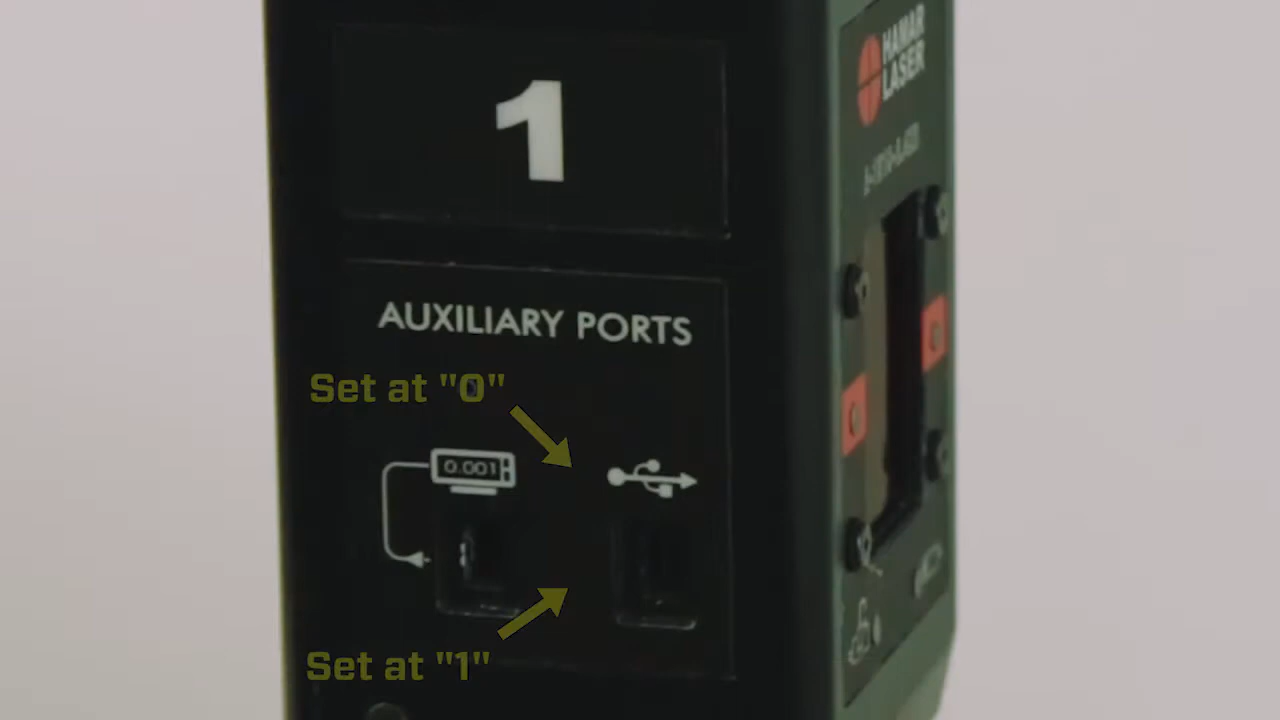 1
HAMAR
LASER
AUXILIARY PORTS
Set at "0"
0.001
Set at "1"